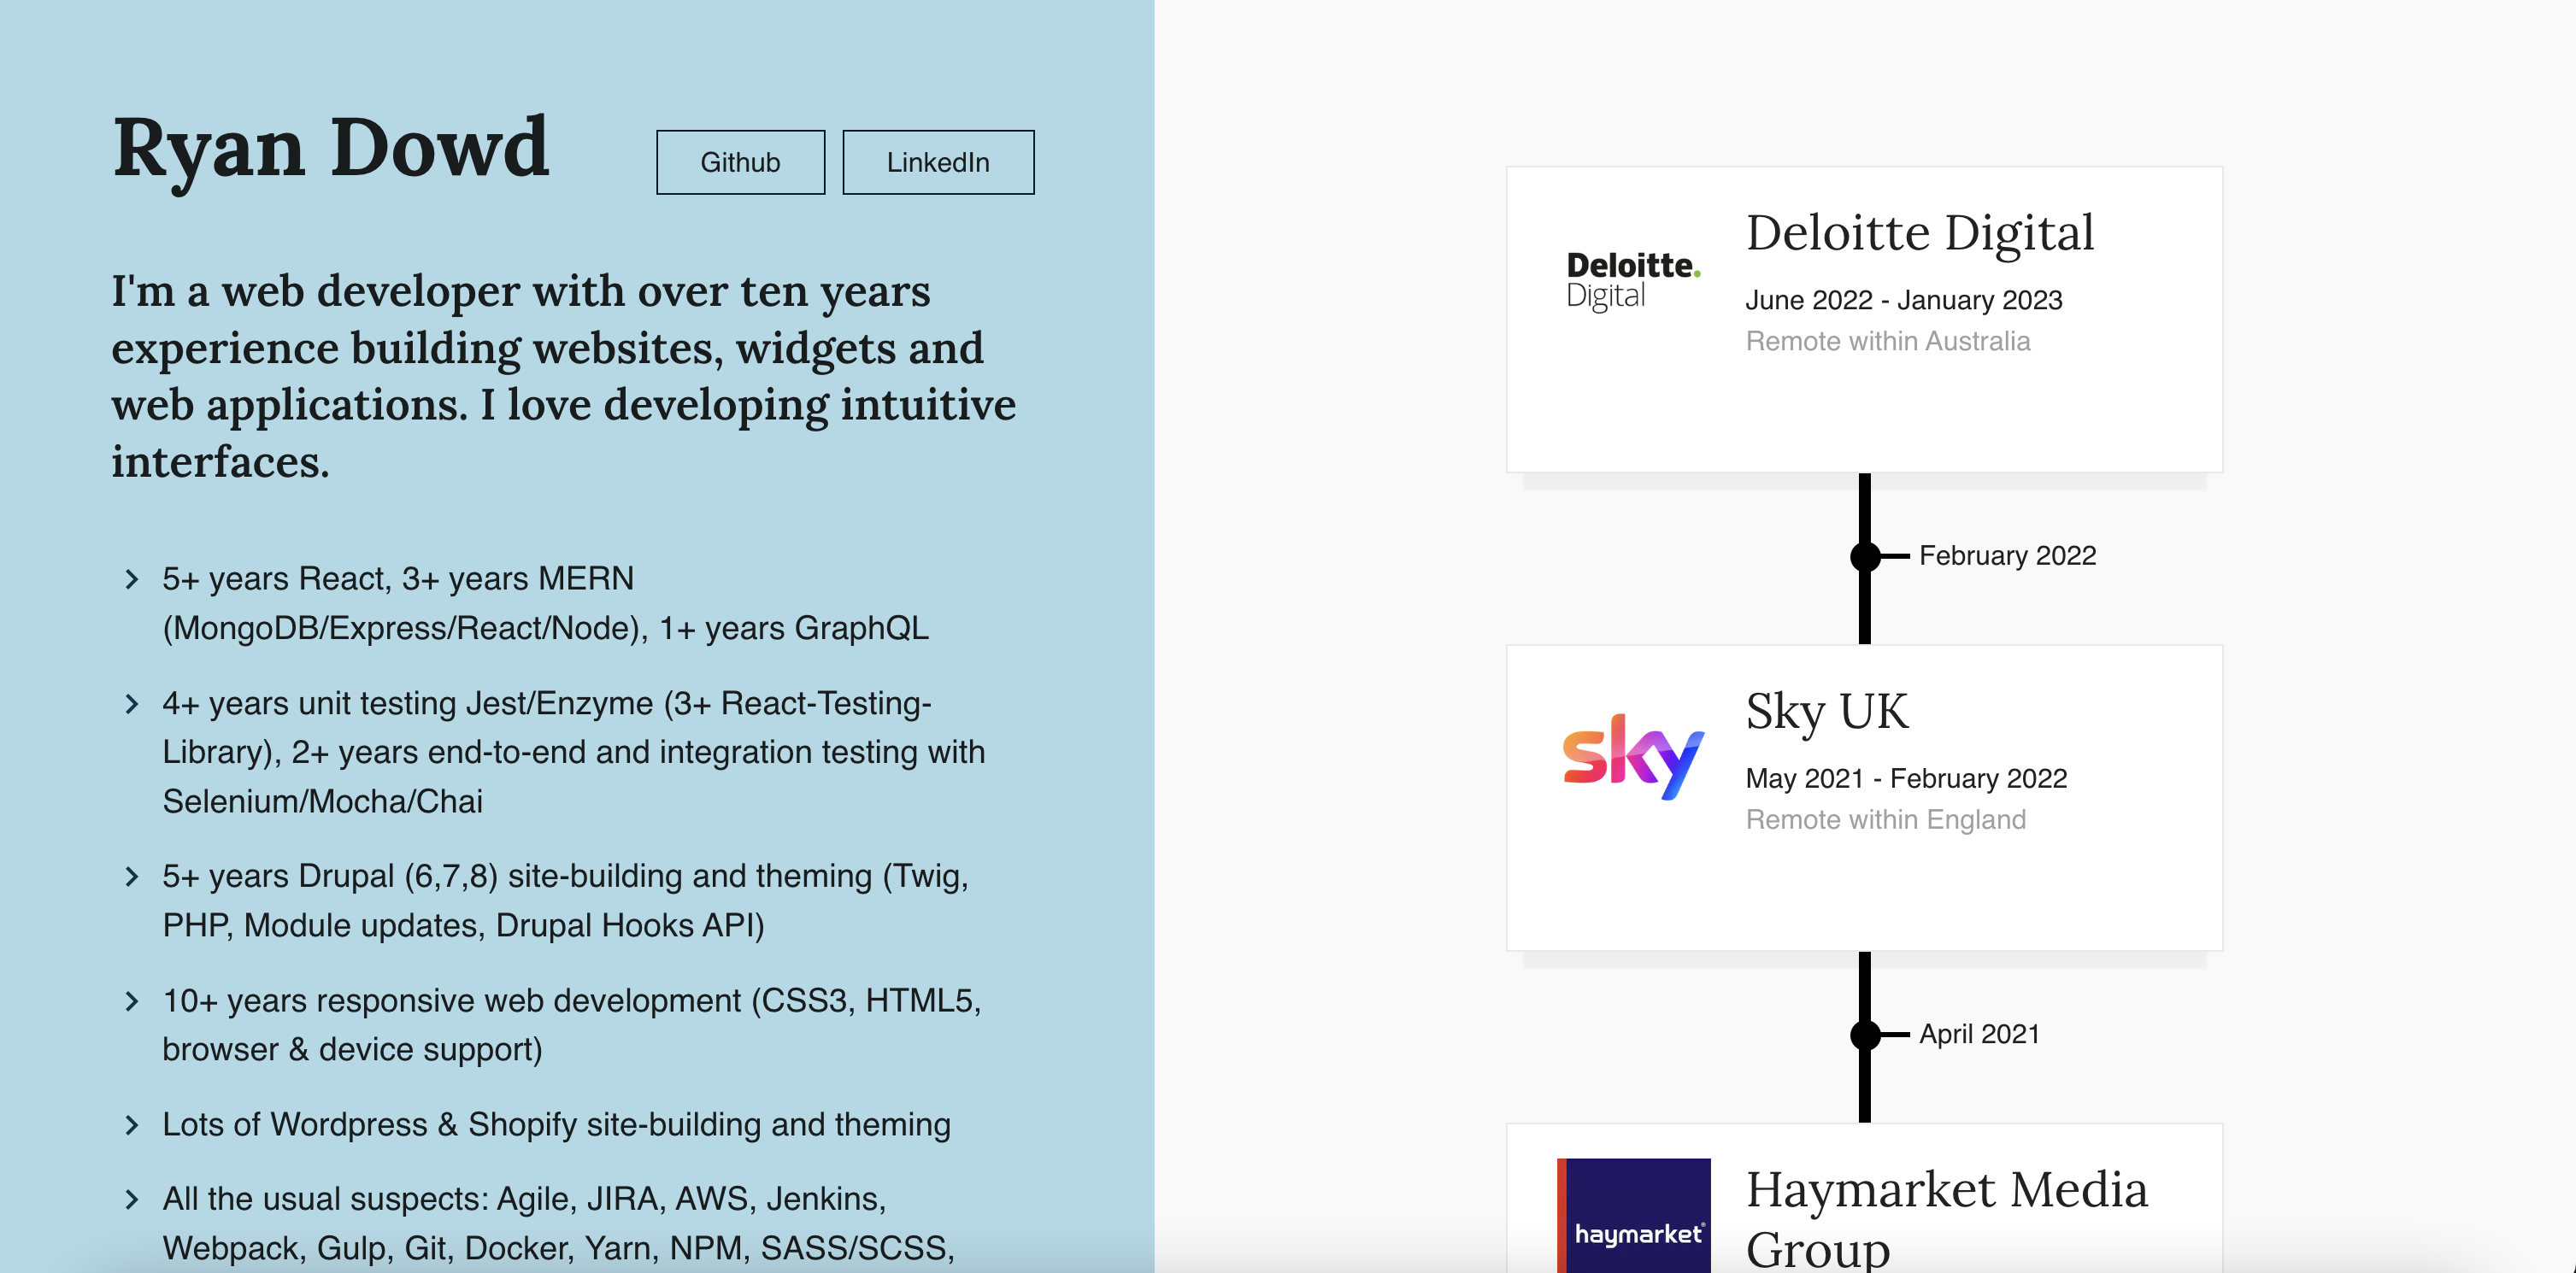 Ryan Dowd
Github
LinkedIn
I'm a web developer with over ten years
experience building websites, widgets and
web applications. I love developing intuitive
interfaces.
5+ years React, 3+ years MERN
(MongoDB/Express/React/Node), 1+ years GraphQL
4+ years unit testing Jest/Enzyme (3+ React-Testing-
Library), 2+ years end-to-end and integration testing with
Selenium/Mocha/Chai
5+ years Drupal (6,7,8) site-building and theming (Twig,
PHP, Module updates, Drupal Hooks API)
10+ years responsive web development (CSS3, HTML5,
browser & device support)
Lots of Wordpress & Shopify site-building and theming
All the usual suspects: Agile, JIRA, AWS, Jenkins,
Webpack, Gulp, Git, Docker, Yarn, NPM, SASS/SCSS,
Deloitte.
Digital
Deloitte Digital
June 2022 - January 2023
Remote within Australia
February 2022
sky
Sky UK
May 2021 - February 2022
Remote within England
April 2021
haymarket®
Haymarket Media
Group